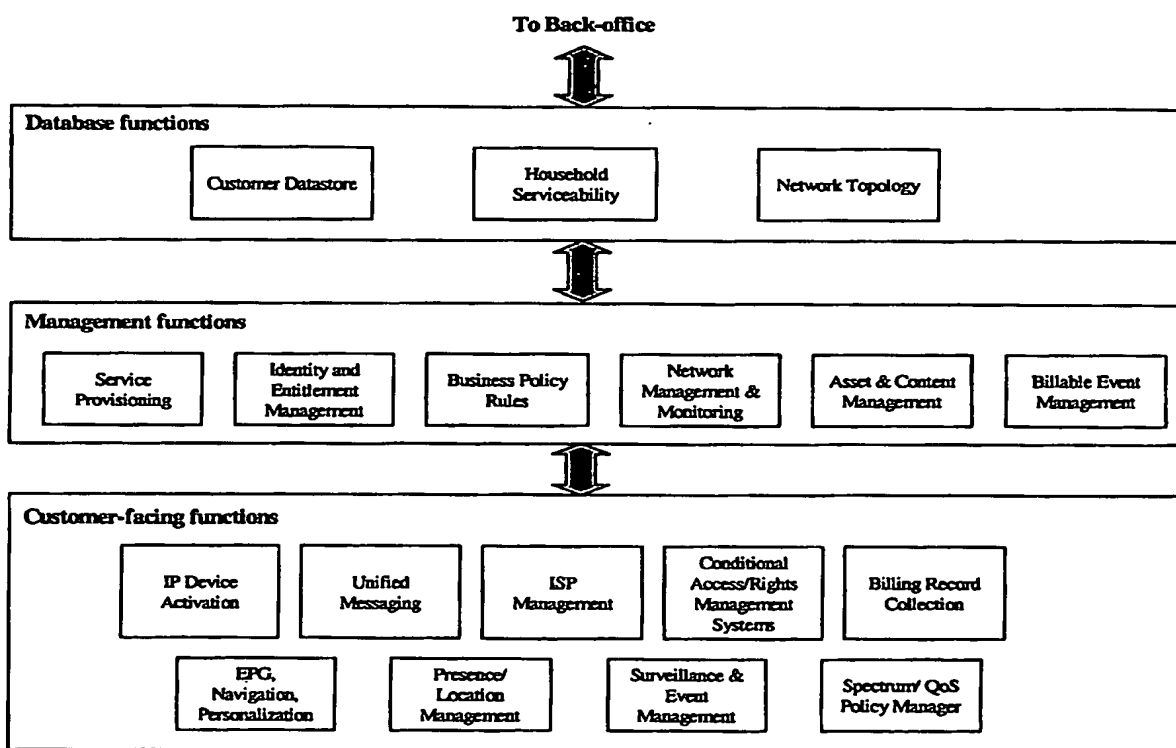 To Back-office
Database functions
Customer Datastore
Household
Serviceability
Network Topology
Management functions
Service
Provisioning
Identity and
Entitlement
Management
Business Policy
Rules
Network
Management &
Monitoring
Asset & Content
Management
Billable Event
Management
Customer-facing functions
IP Device
Activation
Unified
Messaging
ISP
Management
Conditional
Access/Rights
Management
Systems
Billing Record
Collection
EPG,
Navigation,
Personalization
Presence/
Location
Management
Surveillance &
Event
Management
Spectrum/ QoS
Policy Manager